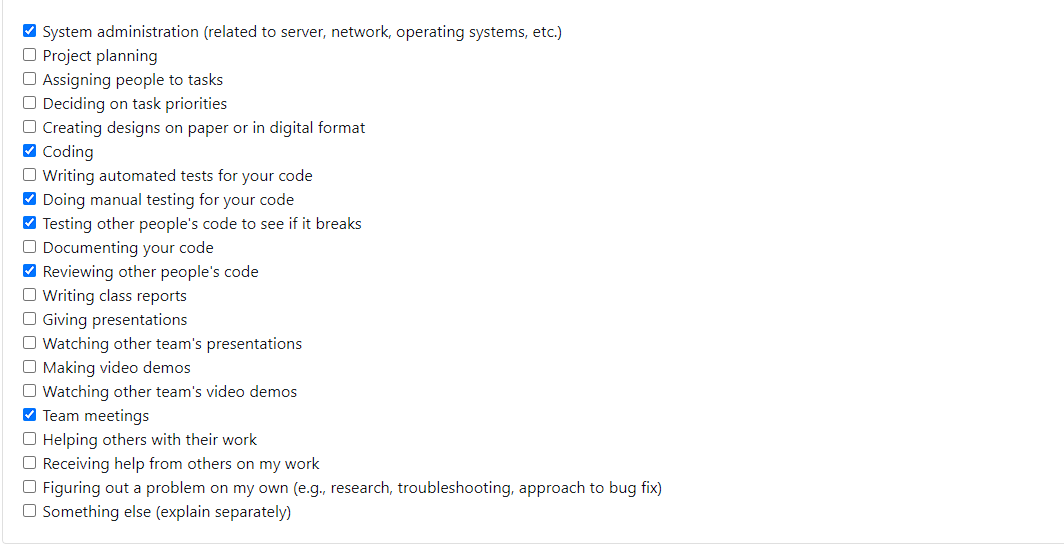 System administration (related to server, network, operating systems, etc.)
Project planning
Assigning people to tasks
Deciding on task priorities
Creating designs on paper or in digital format
Coding
Writing automated tests for your code
Doing manual testing for your code
Testing other people's code to see if it breaks
Documenting your code
Reviewing other people's code
Writing class reports
Giving presentations
Watching other team's presentations
Making video demos
Watching other team's video demos
Team meetings
Helping others with their work
Receiving help from others on my work
Figuring out a problem on my own (e.g., research, troubleshooting, approach to bug fix)
Something else (explain separately)